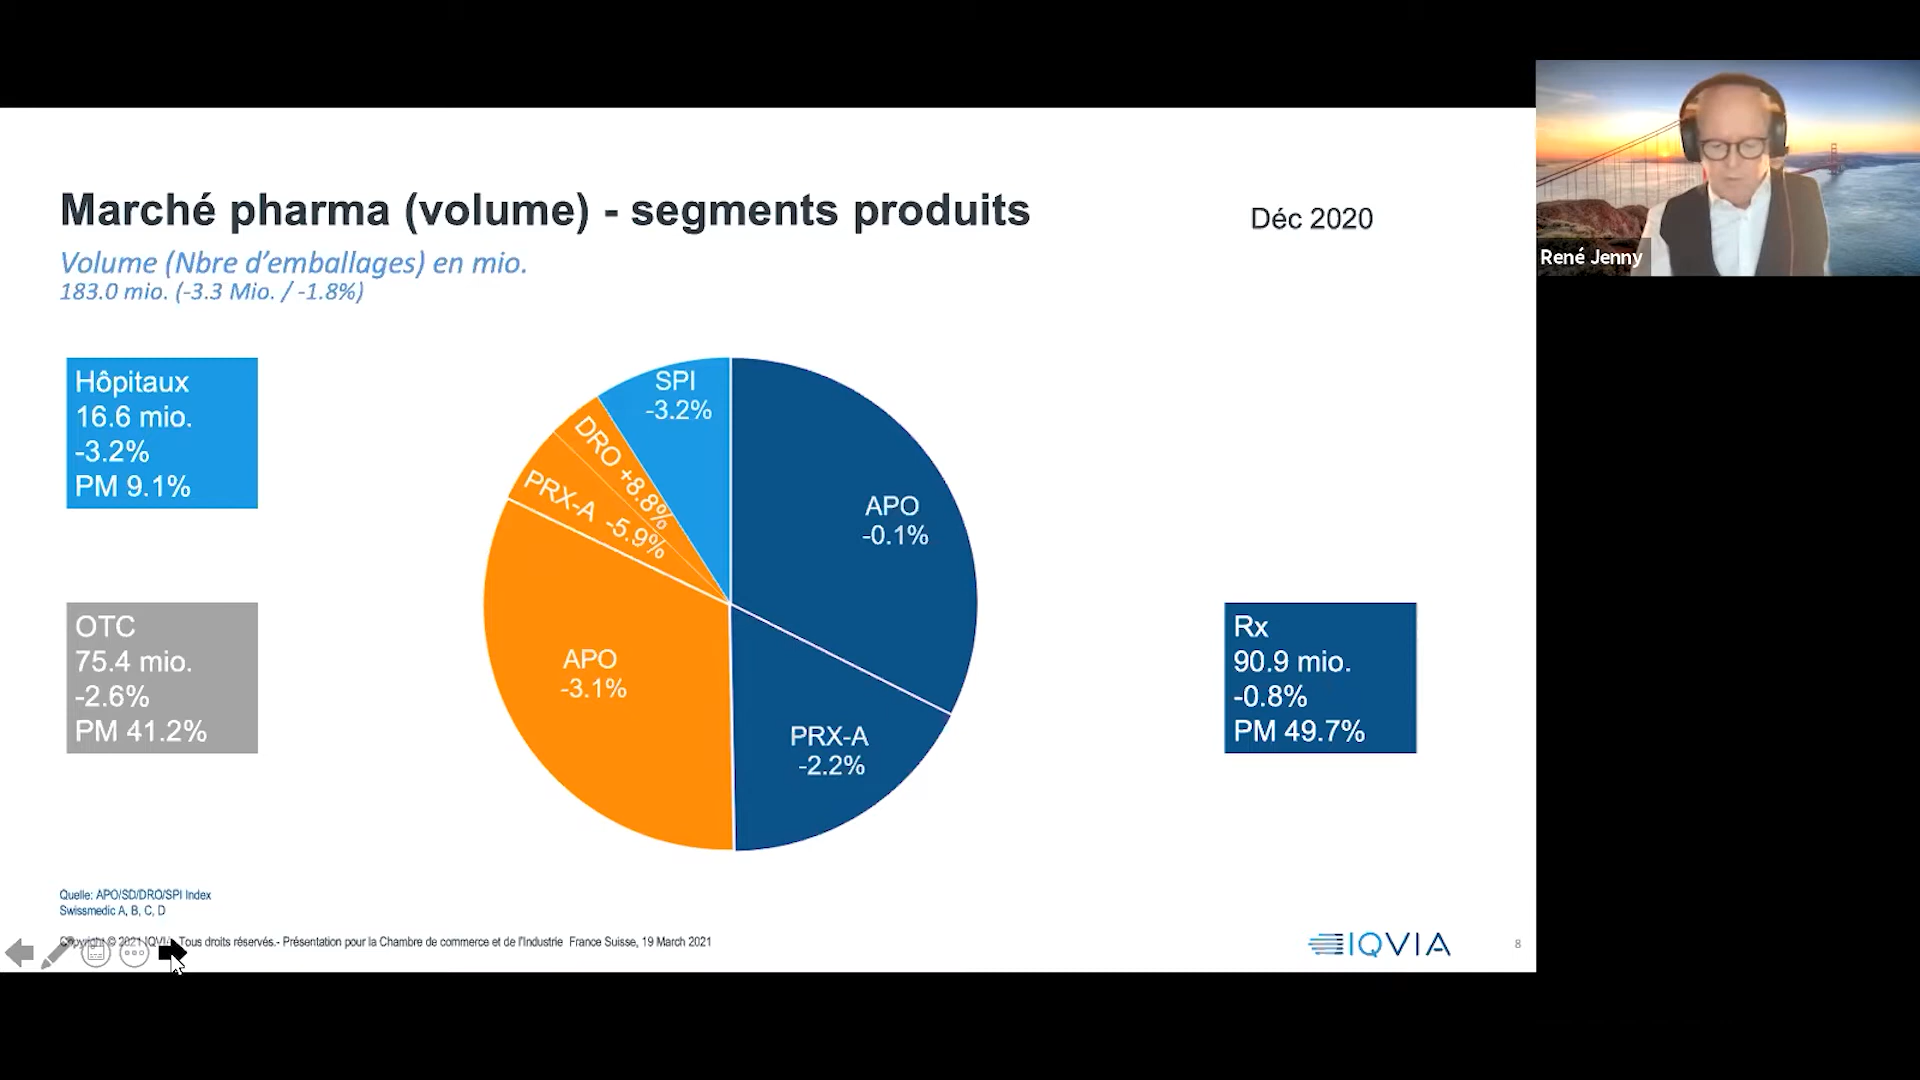 Marché pharma (volume) - segments produits
Déc 2020
Volume (Nbre d'emballages) en mio.
183.0 mio. (-3.3 Mio. / -1.8%)
René Jenny
Hôpitaux
16.6 mio.
-3.2%
PM 9.1%
SPI
-3.2%
DRO +8.8%
PRX-A -5.9%
APO
-0.1%
APO
-3.1%
PRX-A
-2.2%
OTC
75.4 mio.
-2.6%
PM 41.2%
Rx
90.9 mio.
-0.8%
PM 49.7%
Quelle: APO/SD/DRO/SPI Index
Swissmedic A, B, C, D
Copyright © 2021 IQVIA. Tous droits réservés.- Présentation pour la Chambre de commerce et de l'Industrie France Suisse, 19 March 2021
IQVIA
8